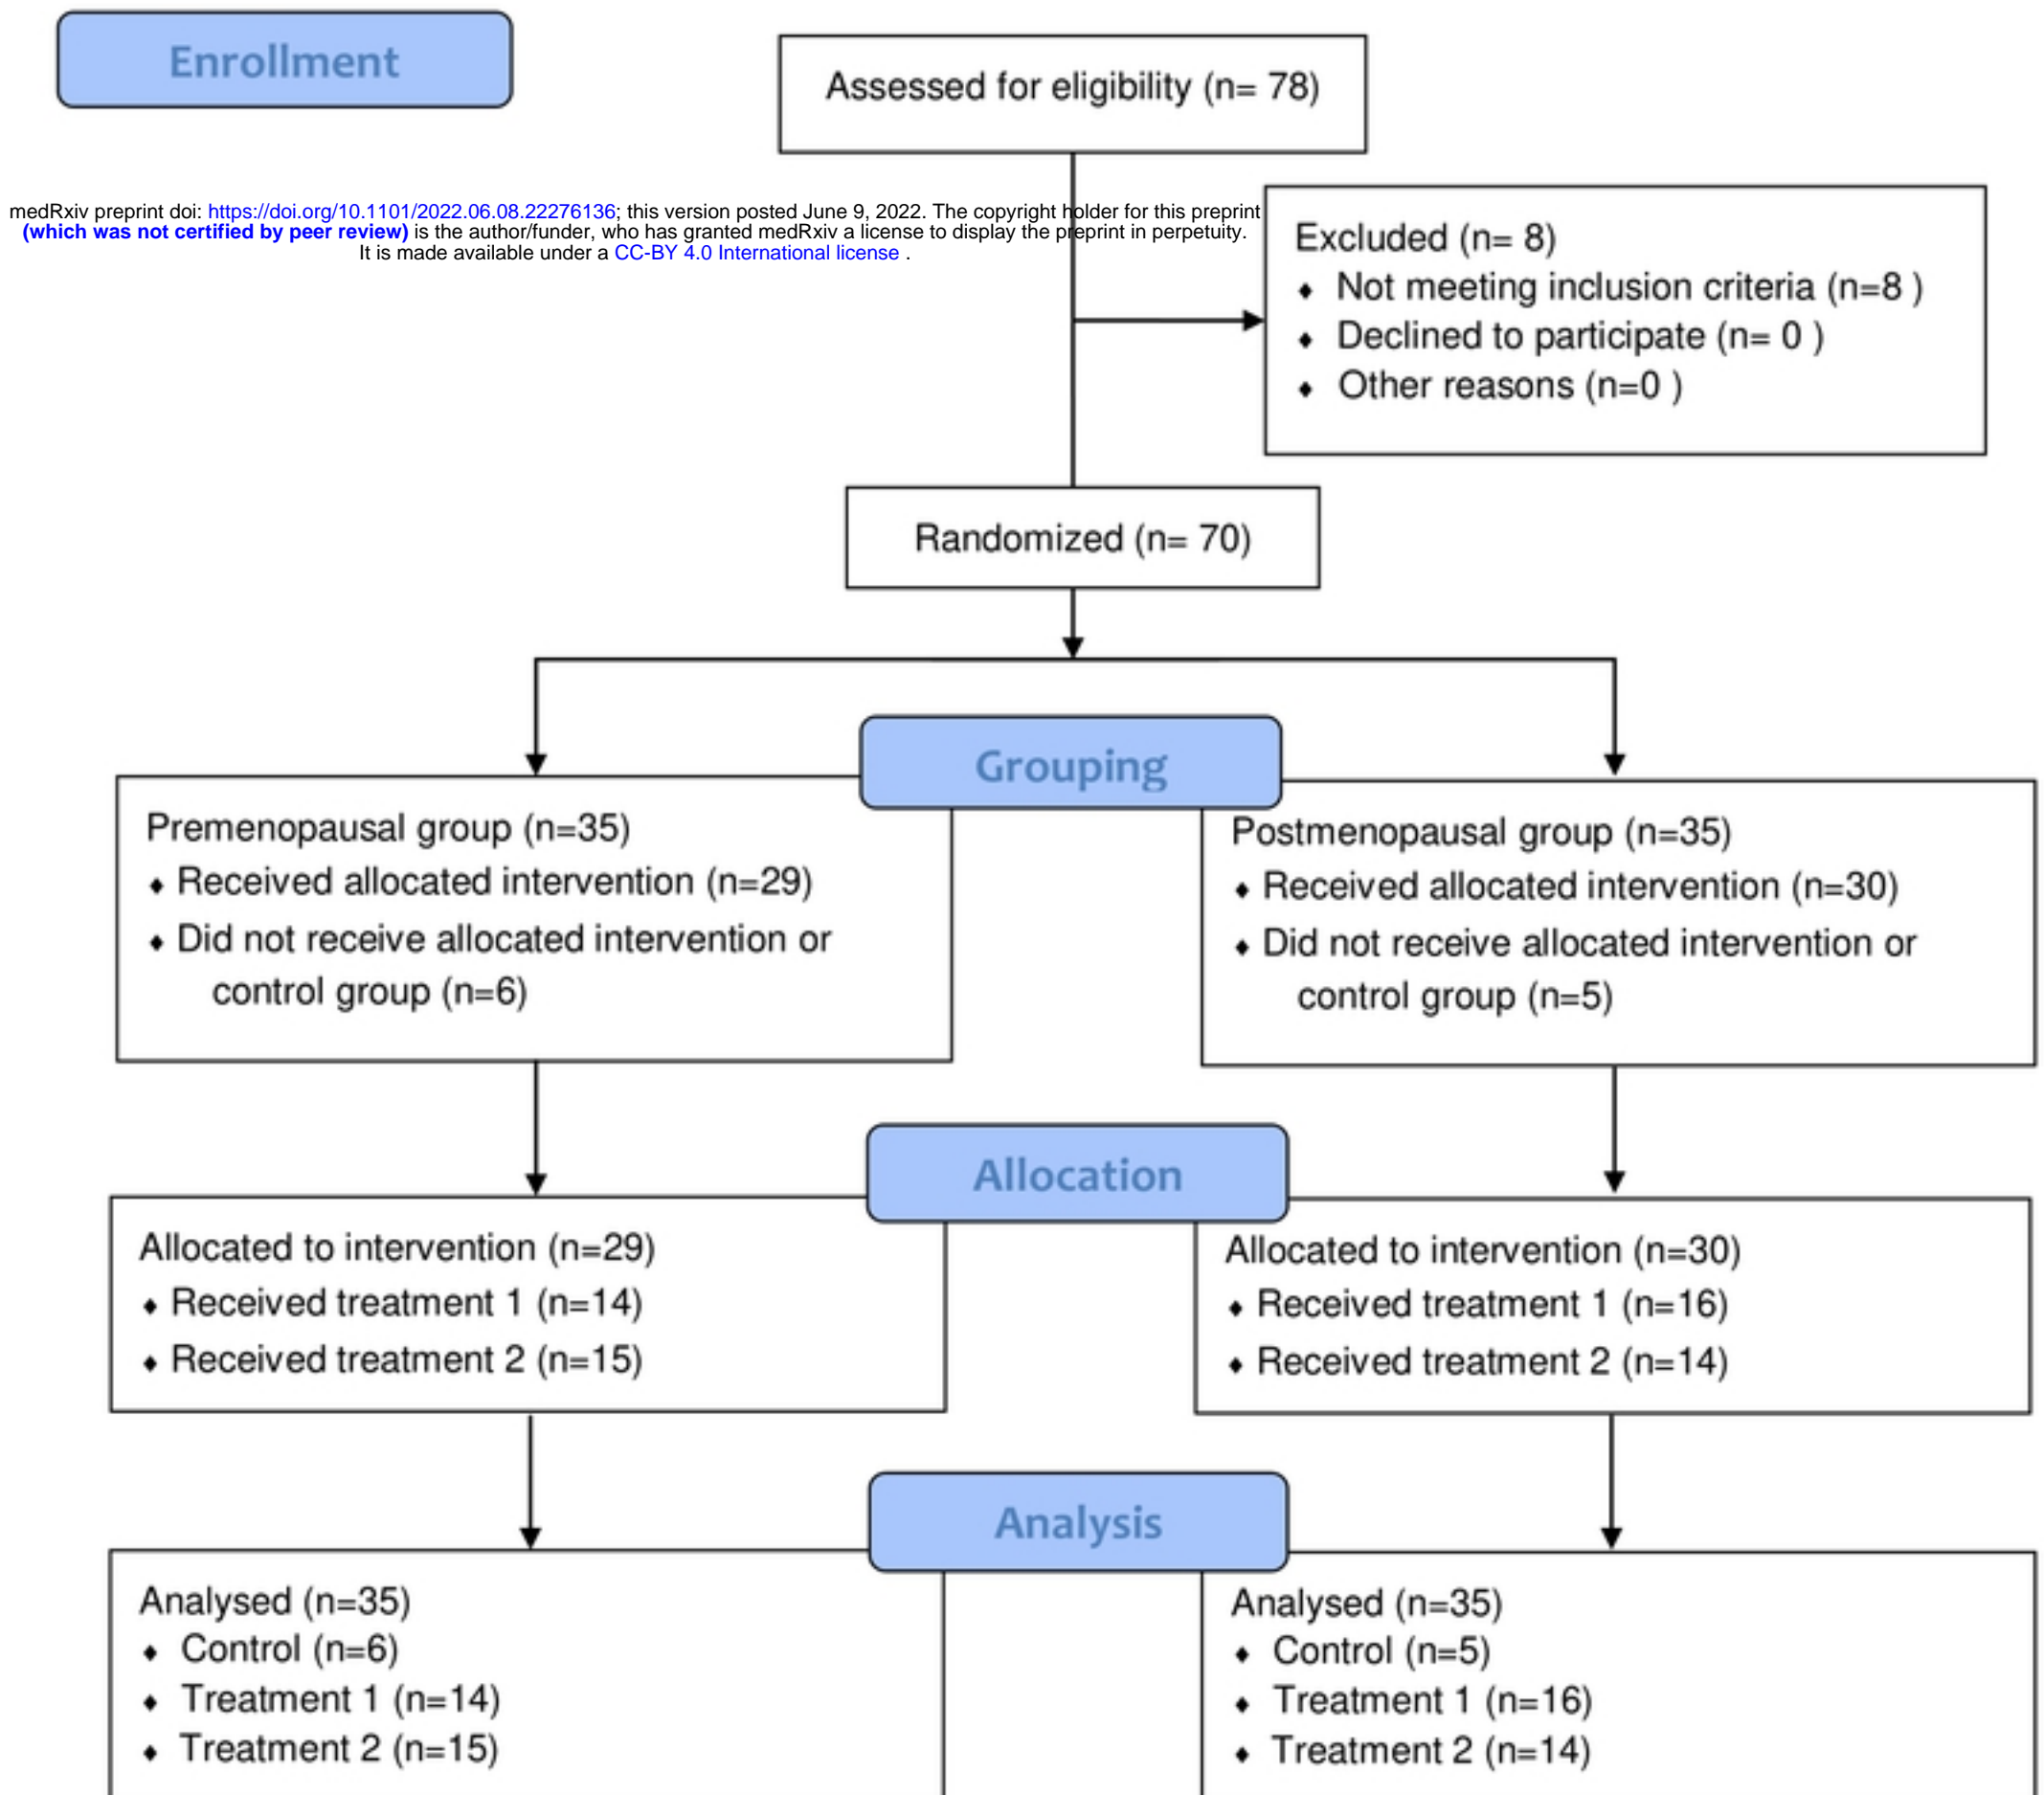 Enrollment
Assessed for eligibility (n= 78)
medRxiv preprint doi: https://doi.org/10.1101/2022.06.08.22276136; this version posted June 9, 2022. The copyright holder for this preprint
(which was not certified by peer review) is the author/funder, who has granted medRxiv a license to display the preprint in perpetuity.
It is made available under a CC-BY 4.0 International license .
Excluded (n= 8)
♦ Not meeting inclusion criteria (n=8 )
♦ Declined to participate (n= 0 )
♦ Other reasons (n=0 )
Randomized (n= 70)
Grouping
Premenopausal group (n=35)
♦ Received allocated intervention (n=29)
♦ Did not receive allocated intervention or
control group (n=6)
Postmenopausal group (n=35)
♦ Received allocated intervention (n=30)
♦ Did not receive allocated intervention or
control group (n=5)
Allocation
Allocated to intervention (n=29)
♦ Received treatment 1 (n=14)
♦ Received treatment 2 (n=15)
Allocated to intervention (n=30)
♦ Received treatment 1 (n=16)
♦ Received treatment 2 (n=14)
Analysis
Analysed (n=35)
♦ Control (n=6)
♦ Treatment 1 (n=14)
♦ Treatment 2 (n=15)
Analysed (n=35)
♦ Control (n=5)
♦ Treatment 1 (n=16)
♦ Treatment 2 (n=14)